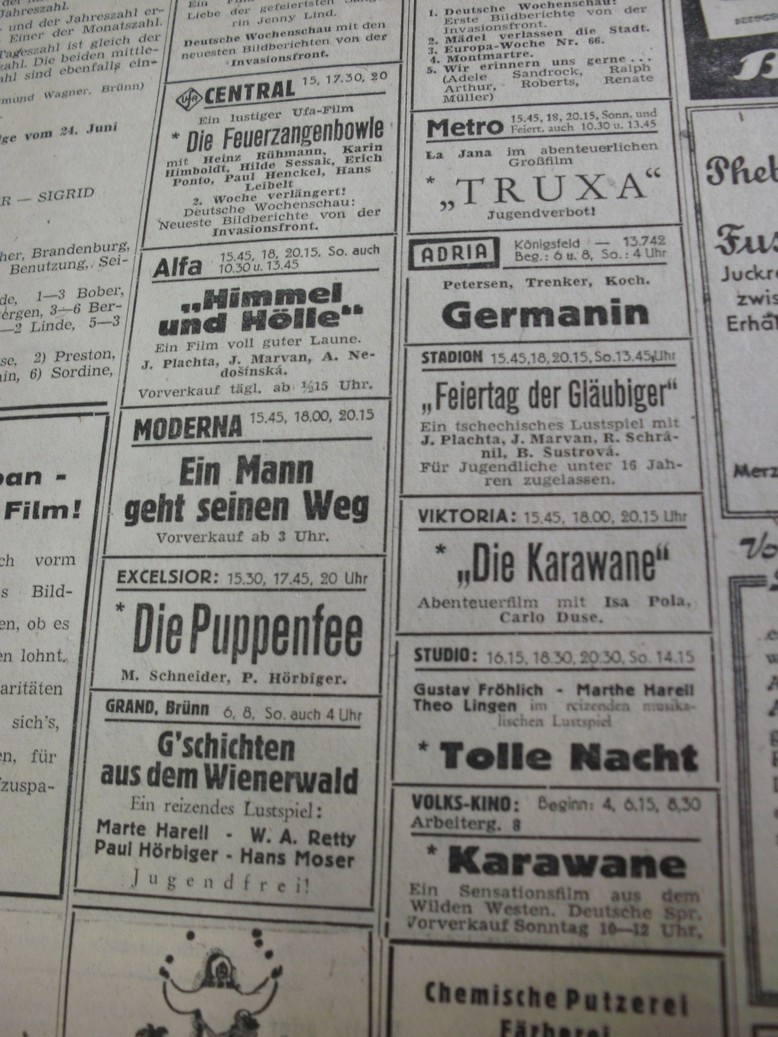 Jahreszahl.
und der Jahreszahl er-
Einer der Monatszahl.
Tageszahl ist gleich der
zahl. Die beiden mittle-
ahl sind ebenfalls ein-
mund Wagner, Brünn)
ge vom 24. Juni
R — SIGRID
her, Brandenburg,
Benutzung, Sei-
de, 1—3 Bober,
ergen, 3—6 Ber-
—2 Linde, 5—3
se, 2) Preston,
in, 6) Sordine,
an -
Film!
ch vorm
s Bild-
en, ob es
en lohnt.
aritäten
sich's,
n, für
zuspa-
Liebe der gefeiertsten
rin Jenny Lind.
Deutsche Wochenschau mit den
neuesten Bildberichten von der
Invasionsfront.
Ufa CENTRAL 15, 17.30, 20
Ein lustiger Ufa-Film
* Die Feuerzangenbowle
mit Heinz Rühmann, Karin
Himboldt, Hilde Sessak, Erich
Ponto, Paul Henckel, Hans
Leibelt
2. Woche verlängert!
Deutsche Wochenschau:
Neueste Bildberichte von der
Invasionsfront.
Alfa 15.45, 18, 20.15. So. auch
10.30 u. 13.45
„Himmel
und Hölle“
Ein Film voll guter Laune.
J. Plachta, J. Marvan, A. Ne-
došinská.
Vorverkauf tägl. ab ½15 Uhr.
MODERNA 15.45, 18.00, 20.15
Ein Mann
geht seinen Weg
Vorverkauf ab 3 Uhr.
EXCELSIOR: 15.30, 17.45, 20 Uhr
* Die Puppenfee
M. Schneider, P. Hörbiger.
GRAND, Brünn 6, 8, So. auch 4 Uhr
G'schichten
aus dem Wienerwald
Ein reizendes Lustspiel:
Marte Harell - W. A. Retty
Paul Hörbiger - Hans Moser
Jugendfrei!
1. Deutsche Wochenschau:
Erste Bildberichte von der
Invasionsfront.
2. Mädel verlassen die Stadt.
3. Europa-Woche Nr. 66.
4. Montmartre.
5. Wir erinnern uns gerne...
(Adele Sandrock, Ralph
Arthur, Roberts, Renate
Müller)
Metro 15.45, 18, 20.15, Sonn. und
Feiert. auch 10.30 u. 13.45
La Jana im abenteuerlichen
Großfilm
* „TRUXA“
Jugendverbot!
ADRIA Königsfeld — 13.742
Beg.: 6 u. 8, So.: 4 Uhr
Petersen, Trenker, Koch.
Germanin
STADION 15.45, 18, 20.15, So. 13.45 Uhr
„Feiertag der Gläubiger“
Ein tschechisches Lustspiel mit
J. Plachta, J. Marvan, R. Schrá-
nil, B. Sustrová.
Für Jugendliche unter 16 Jah-
ren zugelassen.
VIKTORIA: 15.45, 18.00, 20.15 Uhr
* „Die Karawane“
Abenteuerfilm mit Isa Pola,
Carlo Duse.
STUDIO: 16.15, 18.30, 20.30, So. 14.15
Gustav Fröhlich - Marthe Harell
Theo Lingen im reizenden musika-
lischen Lustspiel
* Tolle Nacht
VOLKS-KINO: Beginn: 4, 6.15, 8.30
Arbeiterg. 8
* Karawane
Ein Sensationsfilm aus dem
Wilden Westen. Deutsche Spr.
Vorverkauf Sonntag 10—12 Uhr.
Chemische Putzerei
Färberei
Juckr
zwis
Erhäl
Merz